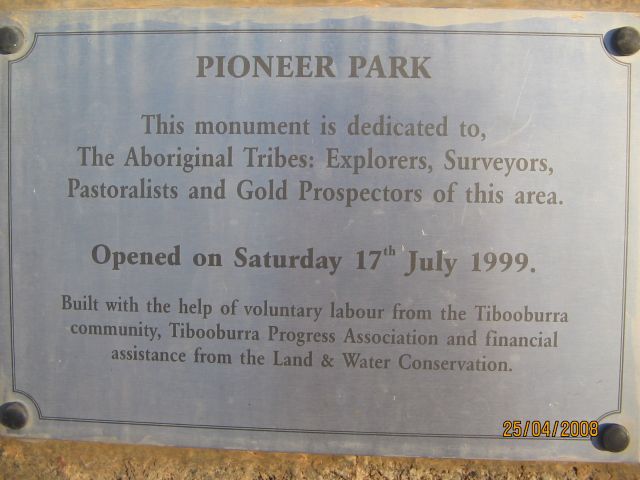 PIONEER PARK
This monument is dedicated to,
The Aboriginal Tribes: Explorers, Surveyors,
Pastoralists and Gold Prospectors of this area.
Opened on Saturday 17th July 1999.
Built with the help of voluntary labour from the Tibooburra
community, Tibooburra Progress Association and financial
assistance from the Land & Water Conservation.
25/04/2008